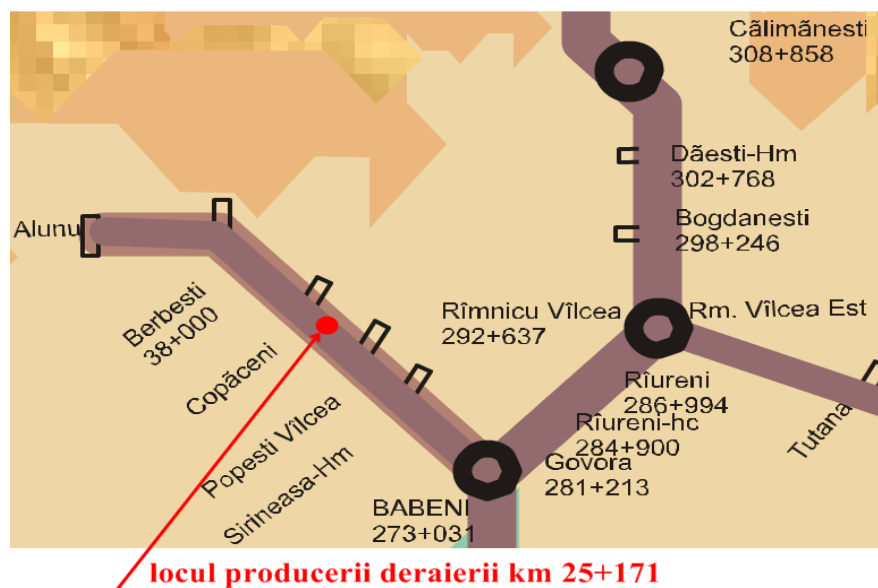 Călimănesti
308+858
Dăesti-Hm
302+768
Bogdanesti
298+246
Alunu
Berbesti
38+000
Rîmnicu Vîlcea
292+637
Rm. Vîlcea Est
Copăceni
Rîureni
286+994
Popesti Vîlcea
Rîureni-hc
284+900
Tutana
Sirineasa-Hm
Govora
281+213
BABENI
273+031
locul producerii deraierii km 25+171